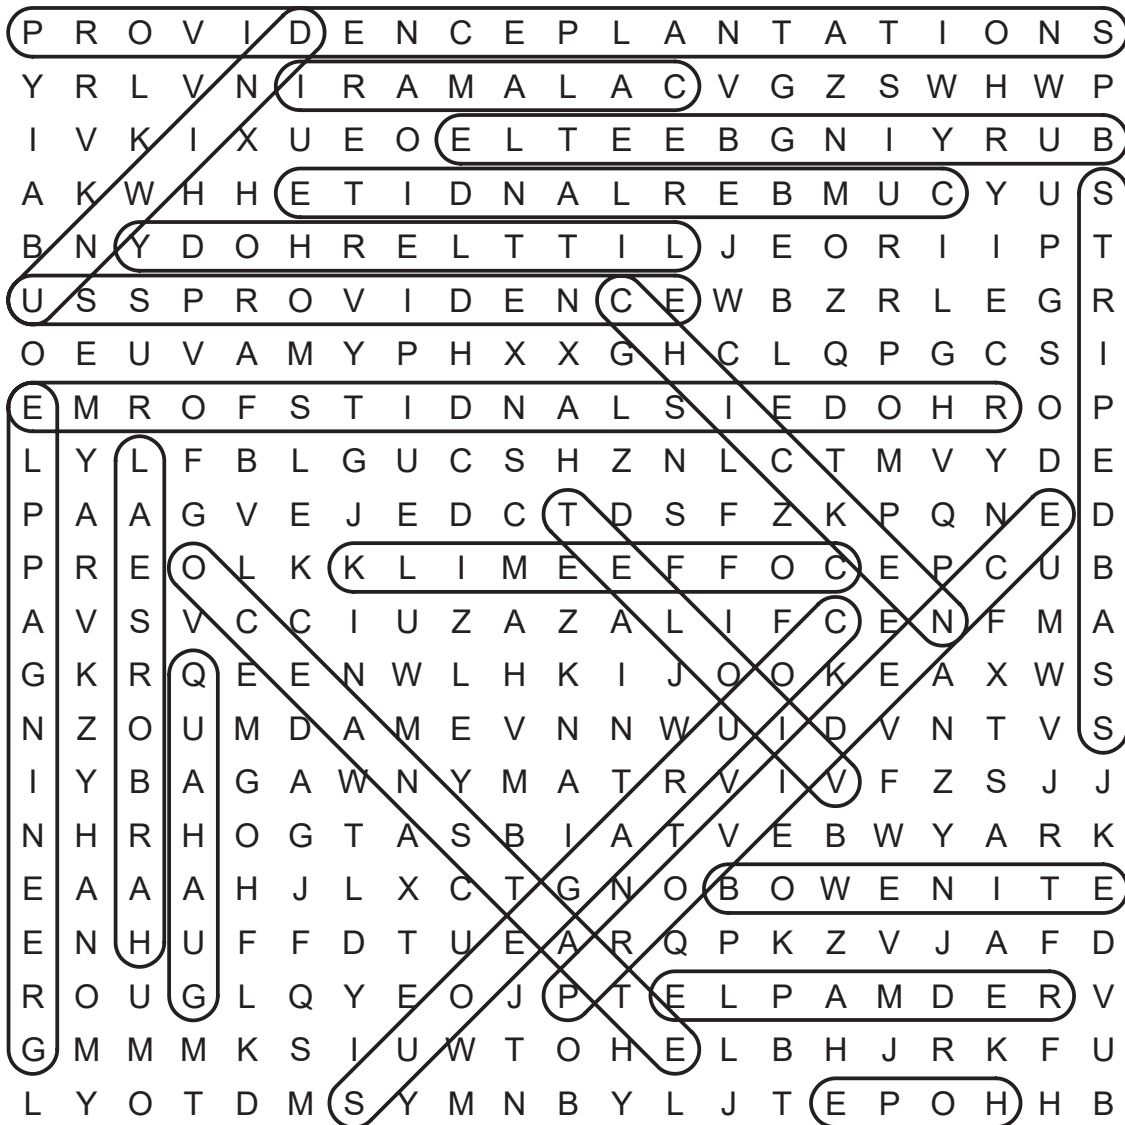 P R O V I D E N C E P L A N T A T I O N S
Y R L V N I R A M A L A C V G Z S W H W P
I V K I X U E O E L T E E B G N I Y R U B
A K W H H E T I D N A L R E B M U C Y U S
B N Y D O H R E L T T I L J E O R I I P T
U S S P R O V I D E N C E W B Z R L E G R
O E U V A M Y P H X X G H C L Q P G C S I
E M R O F S T I D N A L S I E D O H R O P
L Y L F B L G U C S H Z N L C T M V Y D E
P A A G V E J E D C T D S F Z K P Q N E D
P R E O L K K L I M E E F F O C E P C U B
A V S V C C I U Z A Z A L I F C E N F M A
G K R Q E E N W L H K I J O O K E A X W S
N Z O U M D A M E V N N W U I D V N T V S
I Y B A G A W N Y M A T R V I V F Z S J J
N H R H O G T A S B I A T V E B W Y A R K
E A A A H J L X C T G N O B O W E N I T E
E N H U F F D T U E A R Q P K Z V J A F D
R O U G L Q Y E O J P T E L P A M D E R V
G M M M K S I U W T O H E L B H J R K F U
L Y O T D M S Y M N B Y L J T E P O H H B